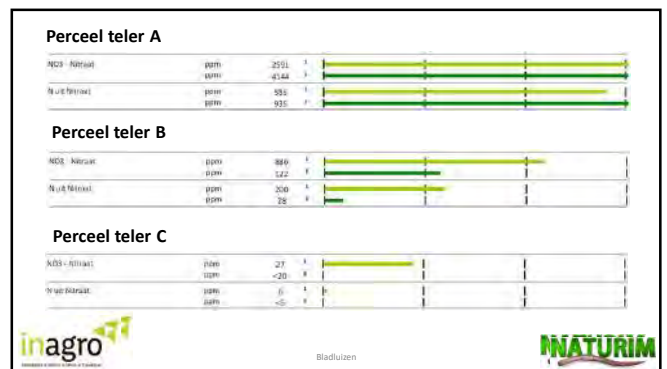 Perceel teler A
NO3 - Nitraat ppm 2591
ppm 4144
N uit Nitraat ppm 585
ppm 935
Perceel teler B
NO3 - Nitraat ppm 886
ppm 122
N uit Nitraat ppm 200
ppm 28
Perceel teler C
NO3 - Nitraat ppm 27
ppm <20
N uit Nitraat ppm 6
ppm <5
inagro
Bladluizen
NATURIM